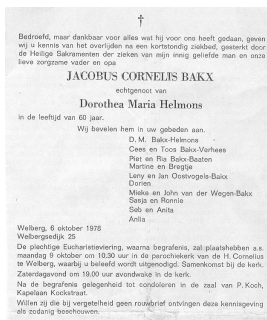 Bedroefd, maar dankbaar voor alles wat hij voor ons heeft gedaan, geven
wij u kennis van het overlijden na een kortstondig ziekbed, gesterkt door
de Heilige Sakramenten der zieken van mijn innig geliefde man en onze
lieve zorgzame vader en opa
JACOBUS CORNELIS BAKX
echtgenoot van
Dorothea Maria Helmons
in de leeftijd van 60 jaar.
Wij bevelen hem in uw gebeden aan.
D. M. Bakx-Helmons
Cees en Toos Bakx-Verhees
Piet en Ria Bakx-Baaten
Martine en Bregtje
Leny en Jan Oostvogels-Bakx
Dorien
Mieke en John van der Wegen-Bakx
Sasja en Ronnie
Seb en Anita
Anita
Welberg, 6 oktober 1978
Welbergsedijk 25
De plechtige Eucharistieviering, waarna begrafenis, zal plaatshebben a.s.
maandag 9 oktober om 10.30 uur in de parochiekerk van de H. Cornelius
te Welberg, waarbij u beleefd wordt uitgenodigd. Samenkomst bij de kerk.
Zaterdagavond om 19.00 uur avondwake in de kerk.
Na de begrafenis gelegenheid tot condoleren in de zaal van P. Koch,
Kapelaan Kockstraat.
Willen zij die bij vergetelheid geen rouwbrief ontvingen deze kennisgeving
als zodanig beschouwen.